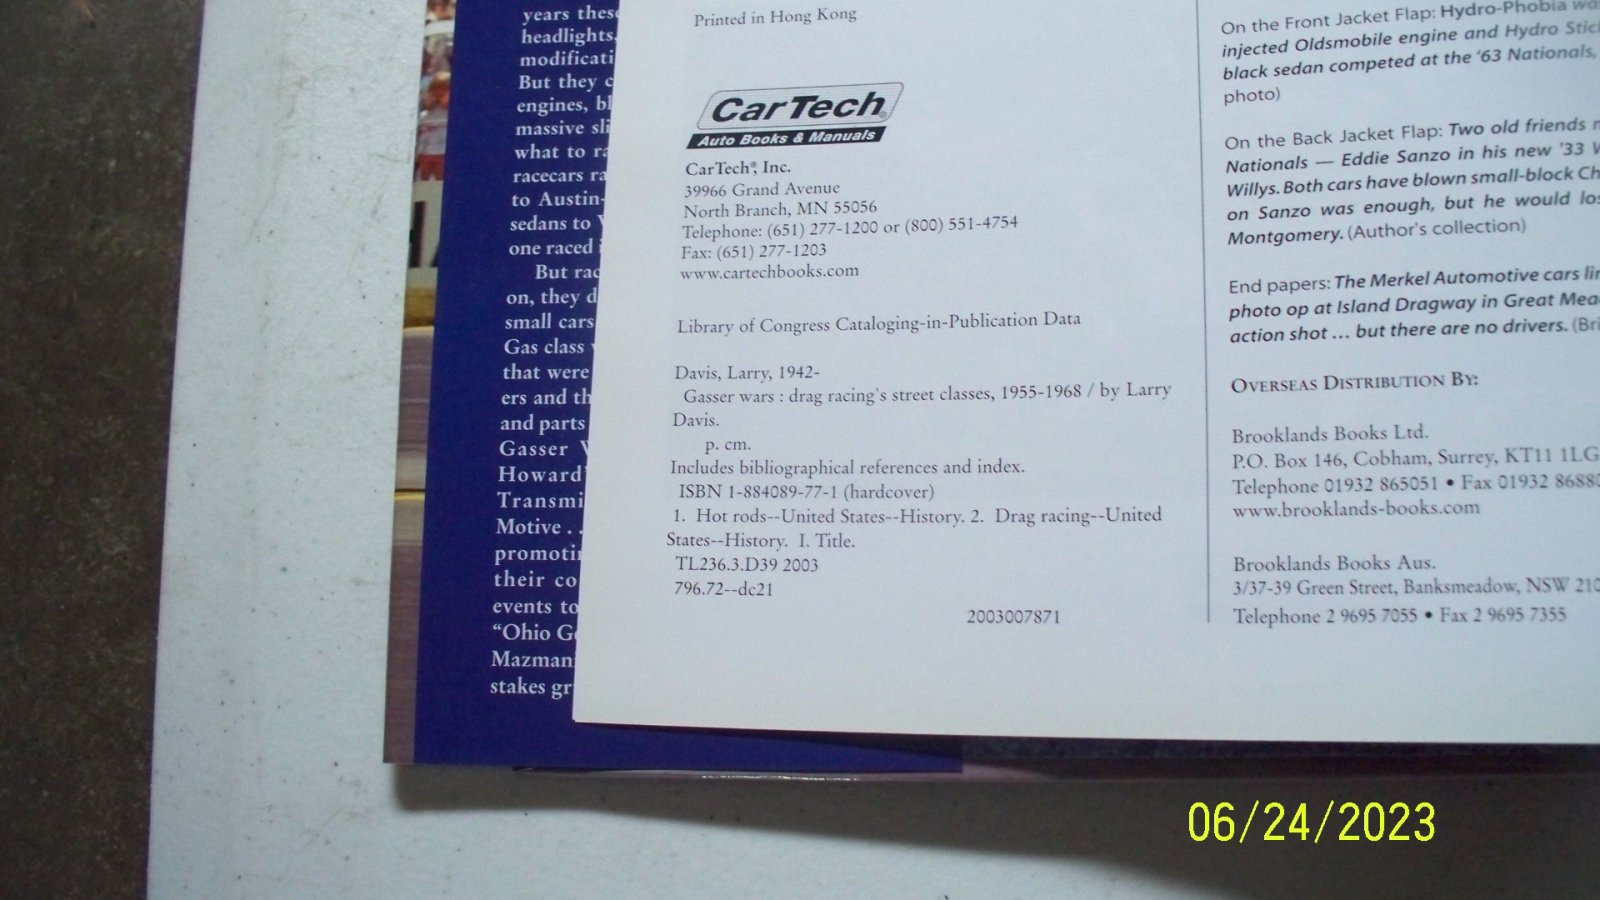 years these
headlights,
But they
engines,
massive
what to
racecars
to Austin-
sedans to
one raced
But
on, they
small cars
Gas class
that were
ers and
and parts
Gasser
Howard
Motive . .
their
events to
"Ohio
stakes
Printed in Hong Kong
CarTech®
Auto Books & Manuals
CarTech®, Inc.
39966 Grand Avenue
North Branch, MN 55056
Telephone: (651) 277-1200 or (800) 551-4754
Fax: (651) 277-1203
www.cartechbooks.com
Library of Congress Cataloging-in-Publication Data
Davis, Larry, 1942-
Gasser wars : drag racing's street classes, 1955-1968 / by Larry
Davis.
p. cm.
Includes bibliographical references and index.
ISBN 1-884089-77-1 (hardcover)
1. Hot rods--United States--History. 2. Drag racing--United
States--History. I. Title.
TL236.3.D39 2003
796.72--dc21
2003007871
On the Front Jacket Flap: Hydro-Phobia
injected Oldsmobile engine and Hydro
black sedan competed at the '63 Nationals,
photo)
On the Back Jacket Flap: Two old friends
Nationals — Eddie Sanzo in his new '33
Willys. Both cars have blown small-block
on Sanzo was enough, but he would
Montgomery. (Author's collection)
End papers: The Merkel Automotive cars
photo op at Island Dragway in Great
action shot ... but there are no drivers.
Overseas Distribution By:
Brooklands Books Ltd.
P.O. Box 146, Cobham, Surrey, KT11 1LG
Telephone 01932 865051 • Fax 01932
www.brooklands-books.com
Brooklands Books Aus.
3/37-39 Green Street, Banksmeadow, NSW
Telephone 2 9695 7055 • Fax 2 9695 7355
06/24/2023